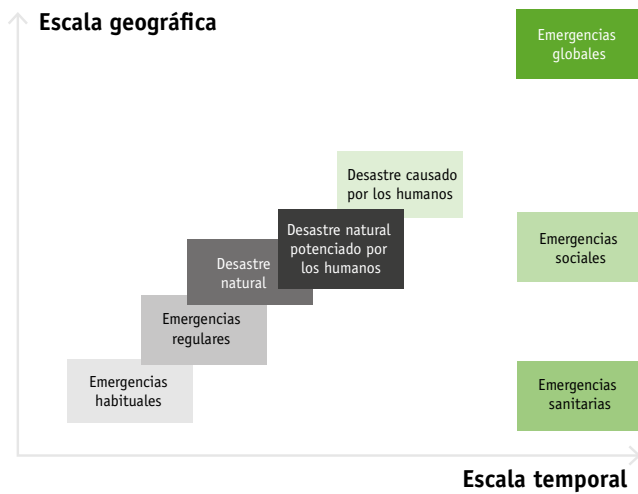 Escala geográfica
Emergencias
globales
Desastre causado
por los humanos
Desastre natural
potenciado por
los humanos
Emergencias
sociales
Desastre
natural
Emergencias
regulares
Emergencias
habituales
Emergencias
sanitarias
Escala temporal